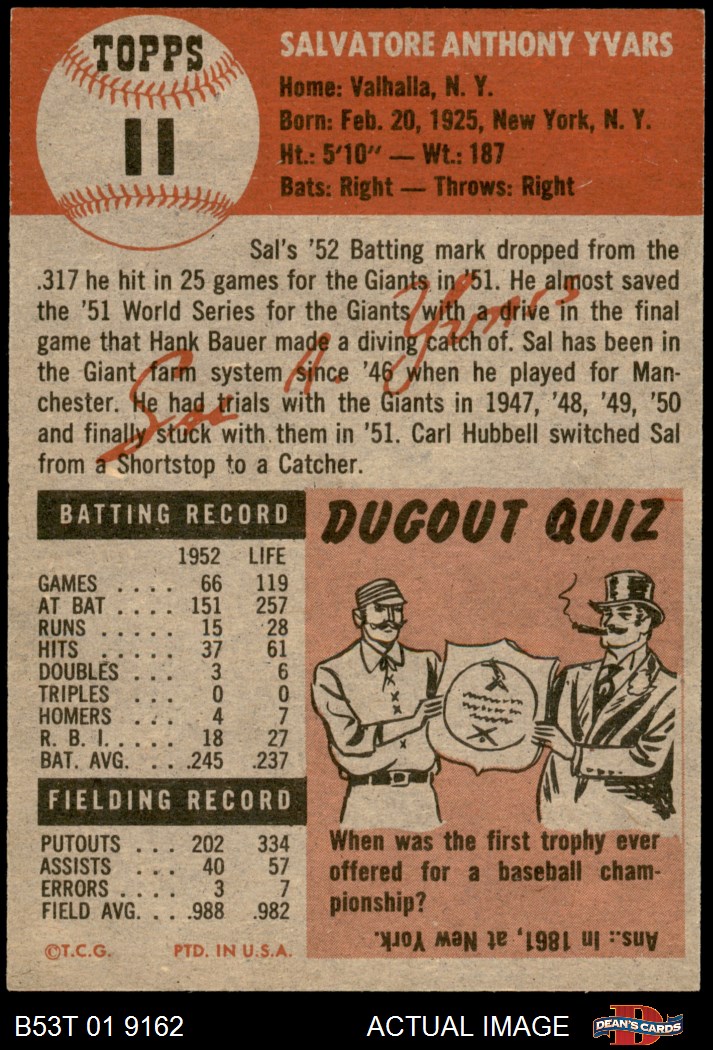 TOPPS
11
SALVATORE ANTHONY YVARS
Home: Valhalla, N. Y.
Born: Feb. 20, 1925, New York, N. Y.
Ht.: 5'10" — Wt.: 187
Bats: Right — Throws: Right
Sal's '52 Batting mark dropped from the
.317 he hit in 25 games for the Giants in '51. He almost saved
the '51 World Series for the Giants with a drive in the final
game that Hank Bauer made a diving catch of. Sal has been in
the Giant farm system since '46 when he played for Man-
chester. He had trials with the Giants in 1947, '48, '49, '50
and finally stuck with them in '51. Carl Hubbell switched Sal
from a Shortstop to a Catcher.
Sal A. Yvars
BATTING RECORD
1952 LIFE
GAMES .... 66 119
AT BAT .... 151 257
RUNS .... 15 28
HITS ..... 37 61
DOUBLES ... 3 6
TRIPLES ... 0 0
HOMERS ... 4 7
R. B. I. .... 18 27
BAT. AVG. ... .245 .237
FIELDING RECORD
PUTOUTS ... 202 334
ASSISTS ... 40 57
ERRORS .... 3 7
FIELD AVG. ... .988 .982
©T.C.G. PTD. IN U.S.A.
DUGOUT QUIZ
When was the first trophy ever
offered for a baseball cham-
pionship?
Ans.: In 1861, at New York.
B53T 01 9162
ACTUAL IMAGE
D
DEAN'S CARDS